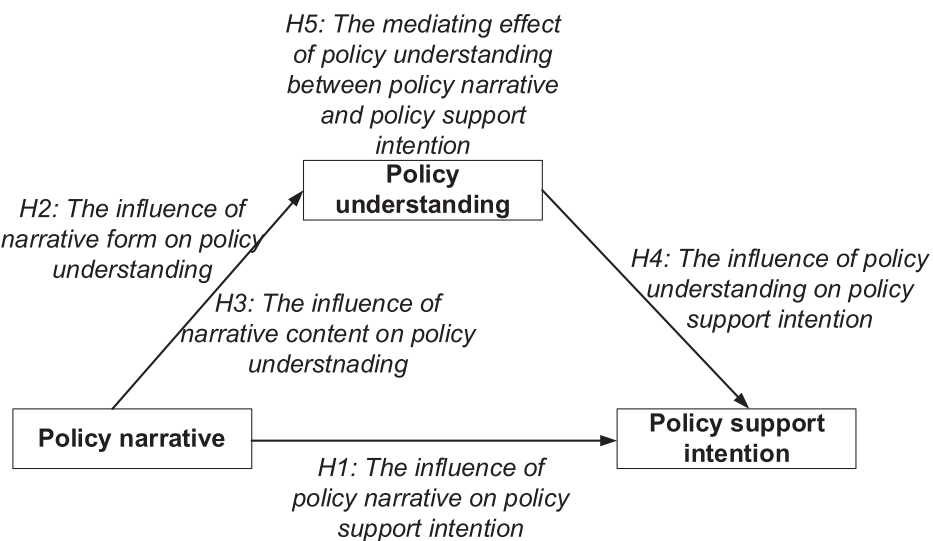 H5: The mediating effect
of policy understanding
between policy narrative
and policy support
intention
Policy
understanding
H2: The influence of
narrative form on policy
understanding
H4: The influence of policy
understanding on policy
support intention
H3: The influence of
narrative content on policy
understnading
Policy narrative
Policy support
intention
H1: The influence of
policy narrative on policy
support intention